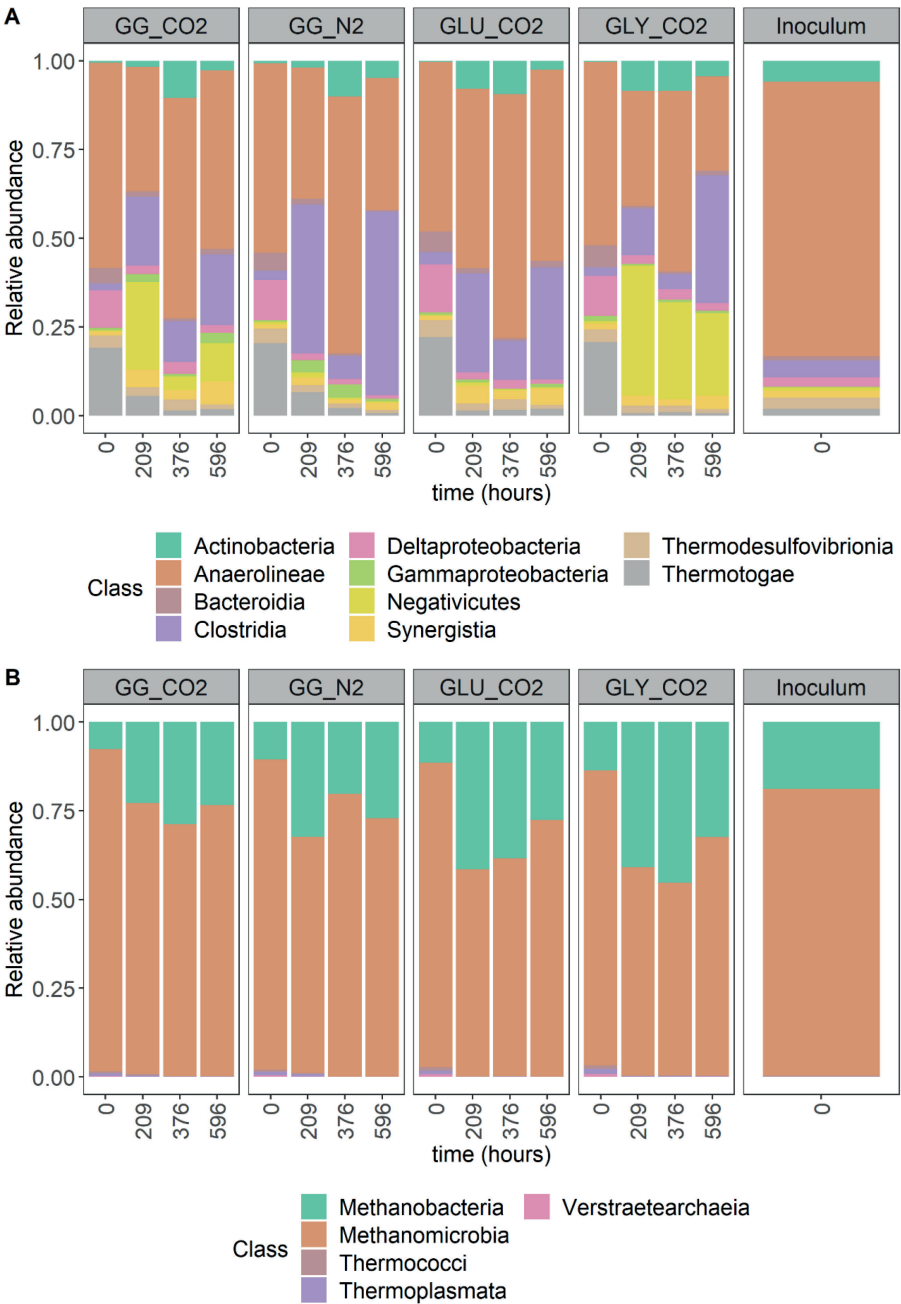 A
GG_CO2 GG_N2 GLU_CO2 GLY_CO2 Inoculum
Relative abundance
1.00
0.75
0.50
0.25
0.00
0 209 376 596 0 209 376 596 0 209 376 596 0 209 376 596 0
time (hours)
Class
Actinobacteria Deltaproteobacteria Thermodesulfovibrionia
Anaerolineae Gammaproteobacteria Thermotogae
Bacteroidia Negativicutes
Clostridia Synergistia
B
GG_CO2 GG_N2 GLU_CO2 GLY_CO2 Inoculum
Relative abundance
1.00
0.75
0.50
0.25
0.00
0 209 376 596 0 209 376 596 0 209 376 596 0 209 376 596 0
time (hours)
Class
Methanobacteria Verstraetearchaeia
Methanomicrobia
Thermococci
Thermoplasmata